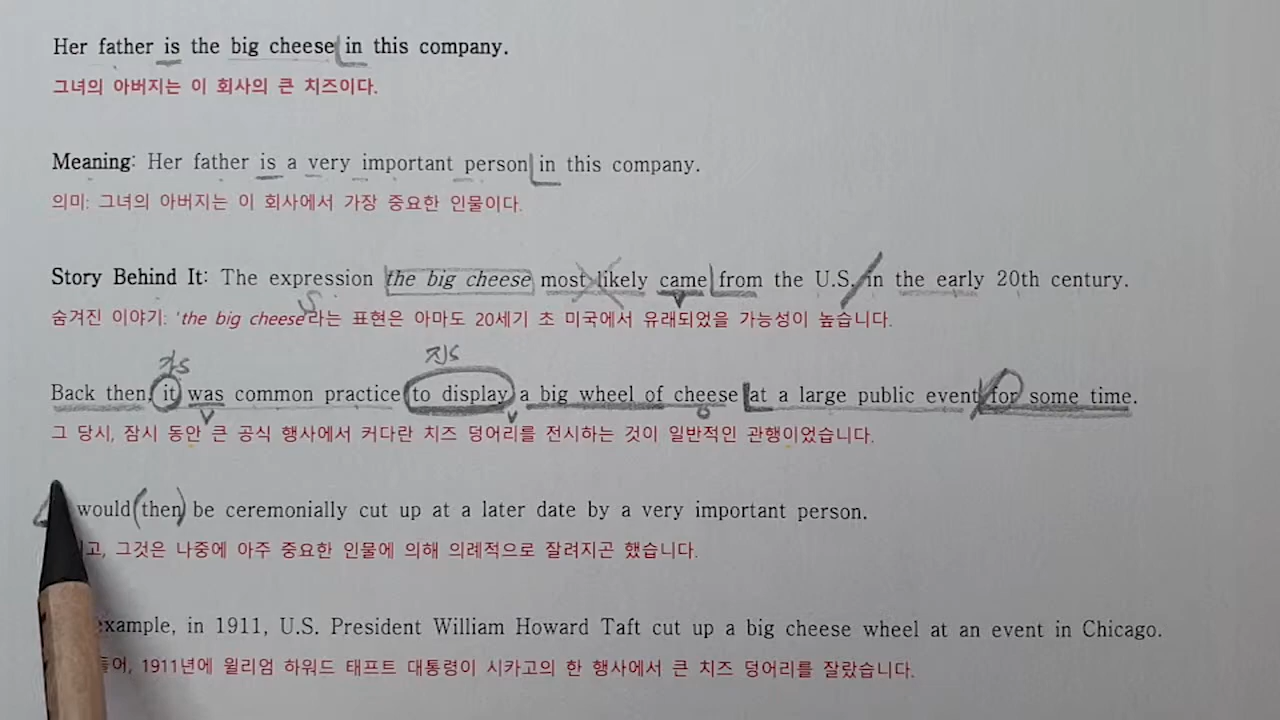 Her father is the big cheese in this company.
그녀의 아버지는 이 회사의 큰 치즈이다.
Meaning: Her father is a very important person in this company.
의미: 그녀의 아버지는 이 회사에서 가장 중요한 인물이다.
Story Behind It: The expression the big cheese most likely came from the U.S. in the early 20th century.
S
숨겨진 이야기: 'the big cheese'라는 표현은 아마도 20세기 초 미국에서 유래되었을 가능성이 높습니다.
가S 진S
Back then, it was common practice to display a big wheel of cheese at a large public event for some time.
그 당시, 잠시 동안 큰 공식 행사에서 커다란 치즈 덩어리를 전시하는 것이 일반적인 관행이었습니다.
would (then) be ceremonially cut up at a later date by a very important person.
고, 그것은 나중에 아주 중요한 인물에 의해 의례적으로 잘려지곤 했습니다.
example, in 1911, U.S. President William Howard Taft cut up a big cheese wheel at an event in Chicago.
들어, 1911년에 윌리엄 하워드 태프트 대통령이 시카고의 한 행사에서 큰 치즈 덩어리를 잘랐습니다.